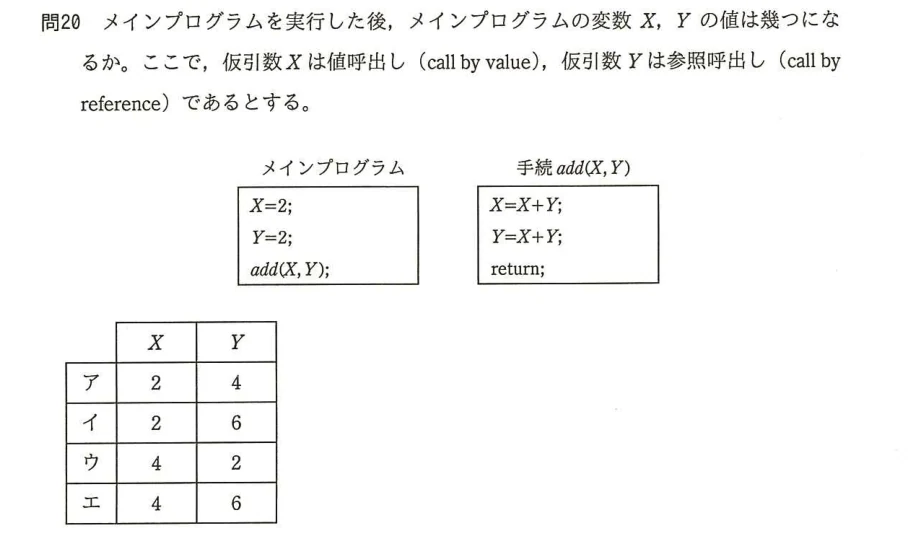 問20 メインプログラムを実行した後，メインプログラムの変数 X，Y の値は幾つにな
るか。ここで，仮引数 X は値呼出し（call by value），仮引数 Y は参照呼出し（call by
reference）であるとする。
メインプログラム
X=2;
Y=2;
add(X,Y);
手続 add(X,Y)
X=X+Y;
Y=X+Y;
return;
X Y
ア 2 4
イ 2 6
ウ 4 2
エ 4 6